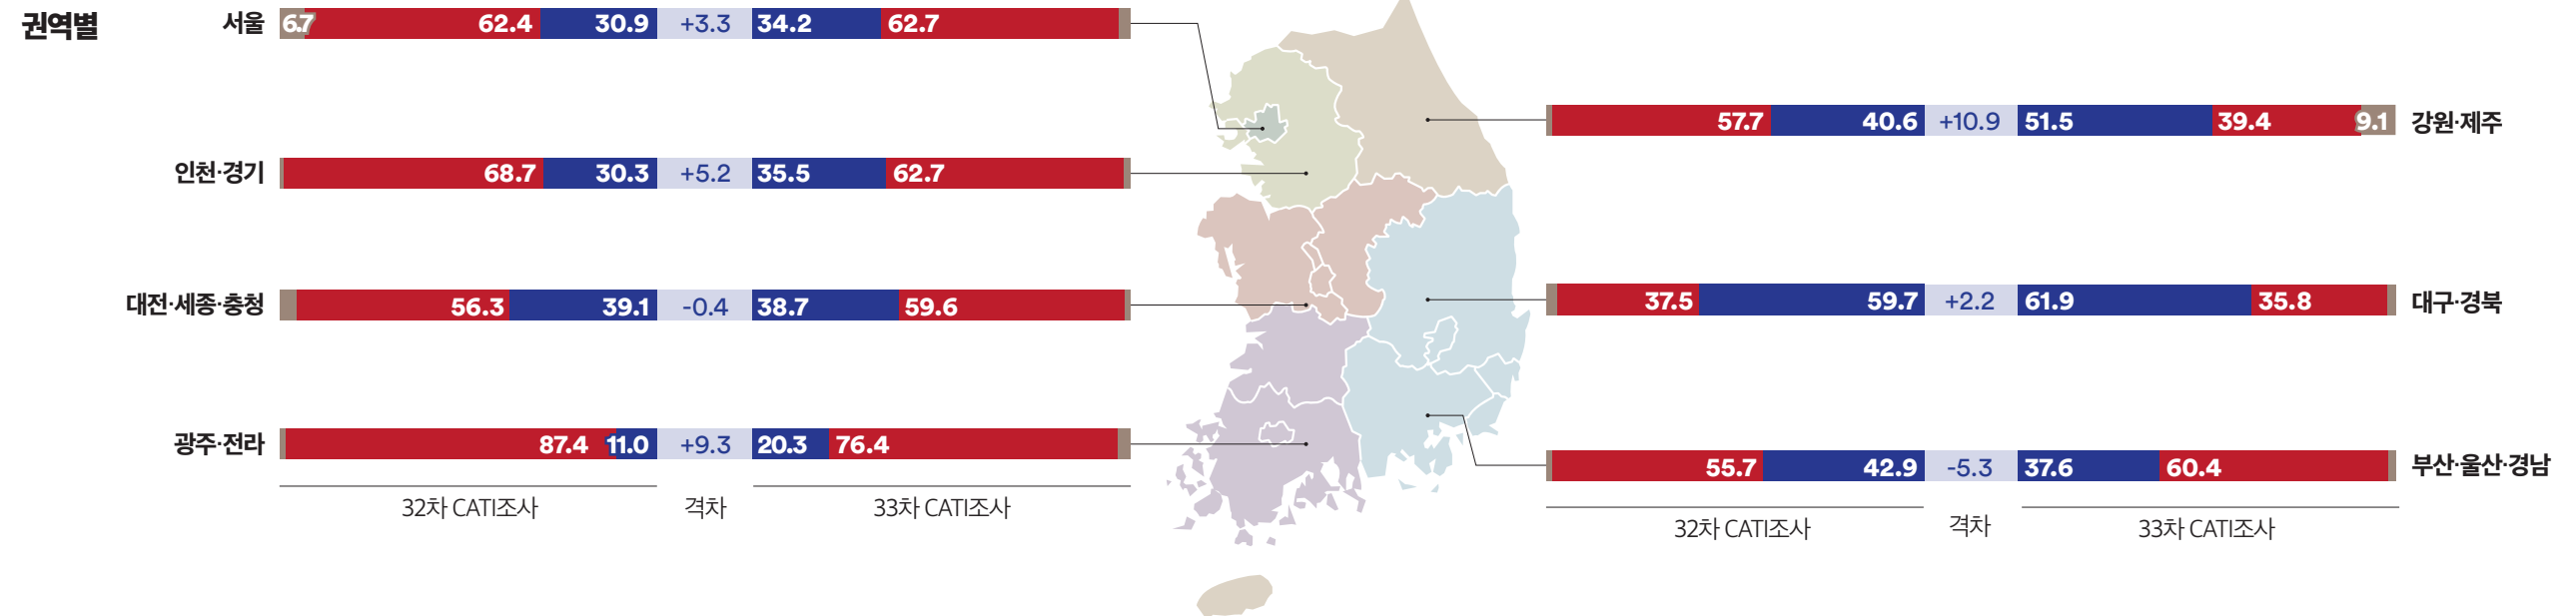 권역별
서울 6.7 62.4 30.9 +3.3 34.2 62.7
인천·경기 68.7 30.3 +5.2 35.5 62.7
대전·세종·충청 56.3 39.1 -0.4 38.7 59.6
광주·전라 87.4 11.0 +9.3 20.3 76.4
32차 CATI조사 격차 33차 CATI조사
57.7 40.6 +10.9 51.5 39.4 9.1 강원·제주
37.5 59.7 +2.2 61.9 35.8 대구·경북
55.7 42.9 -5.3 37.6 60.4 부산·울산·경남
32차 CATI조사 격차 33차 CATI조사